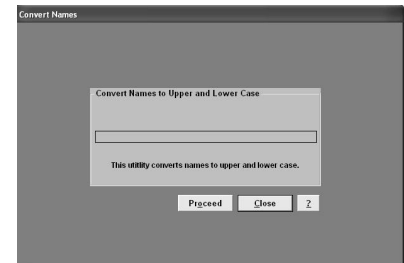 Convert Names
Convert Names to Upper and Lower Case
This utitlity converts names to upper and lower case.
Proceed Close ?